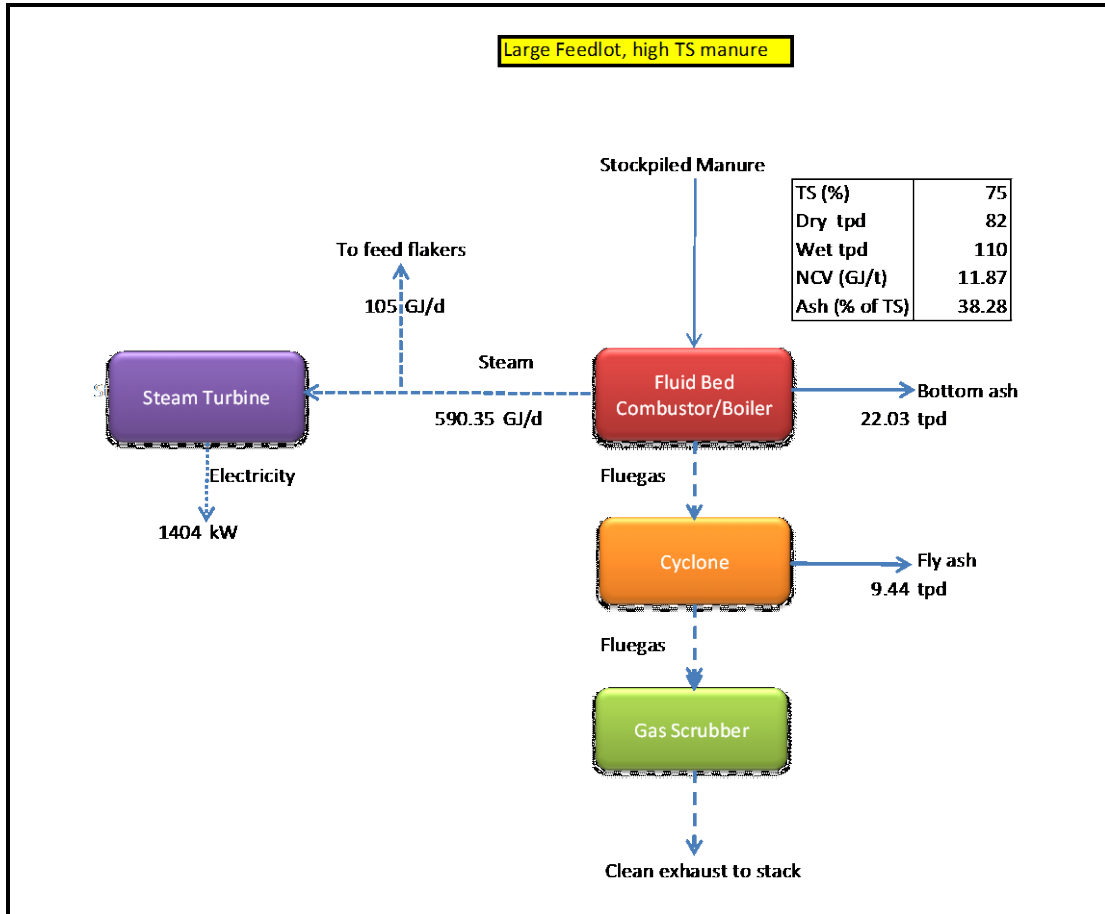 Large Feedlot, high TS manure
Stockpiled Manure
TS (%) 75
Dry tpd 82
Wet tpd 110
NCV (GJ/t) 11.87
Ash (% of TS) 38.28
To feed flakers
105 GJ/d
Steam
590.35 GJ/d
Steam Turbine
Fluid Bed
Combustor/Boiler
Bottom ash
22.03 tpd
Electricity
1404 kW
Fluegas
Cyclone
Fly ash
9.44 tpd
Fluegas
Gas Scrubber
Clean exhaust to stack